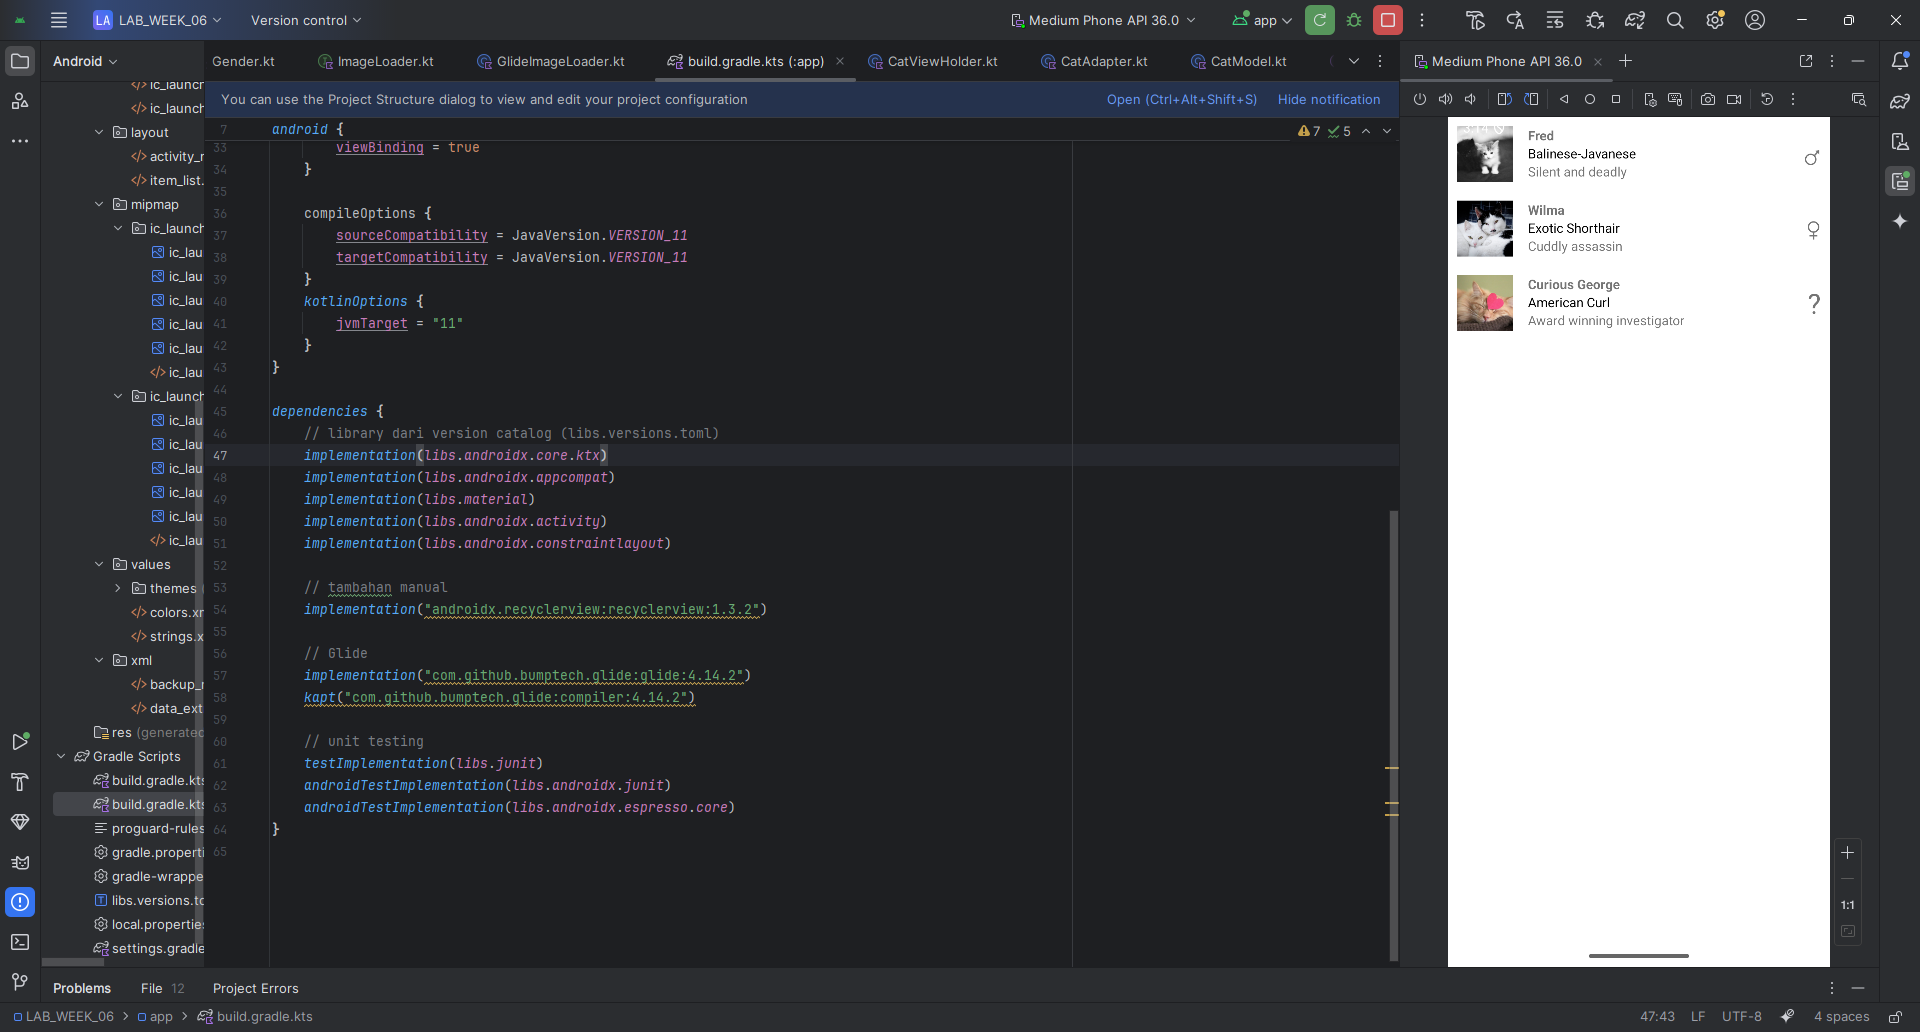 LA LAB_WEEK_06 Version control Medium Phone API 36.0 app
Android
Gender.kt ImageLoader.kt GlideImageLoader.kt build.gradle.kts (:app) CatViewHolder.kt CatAdapter.kt CatModel.kt
Medium Phone API 36.0
You can use the Project Structure dialog to view and edit your project configuration Open (Ctrl+Alt+Shift+S) Hide notification
ic_launch
ic_launch
layout
activity_r
item_list.
mipmap
ic_launch
ic_lau
ic_lau
ic_lau
ic_lau
ic_lau
ic_lau
ic_launch
ic_lau
ic_lau
ic_lau
ic_lau
ic_lau
ic_lau
values
themes
colors.xr
strings.x
xml
backup_r
data_ext
res (generated
Gradle Scripts
build.gradle.kts
build.gradle.kts
proguard-rules
gradle.properti
gradle-wrappe
libs.versions.to
local.propertie
settings.gradle
7 android {
7 5
33 viewBinding = true
34 }
35
36 compileOptions {
37 sourceCompatibility = JavaVersion.VERSION_11
38 targetCompatibility = JavaVersion.VERSION_11
39 }
40 kotlinOptions {
41 jvmTarget = "11"
42 }
43 }
44
45 dependencies {
46 // library dari version catalog (libs.versions.toml)
47 implementation(libs.androidx.core.ktx)
48 implementation(libs.androidx.appcompat)
49 implementation(libs.material)
50 implementation(libs.androidx.activity)
51 implementation(libs.androidx.constraintlayout)
52
53 // tambahan manual
54 implementation("androidx.recyclerview:recyclerview:1.3.2")
55
56 // Glide
57 implementation("com.github.bumptech.glide:glide:4.14.2")
58 kapt("com.github.bumptech.glide:compiler:4.14.2")
59
60 // unit testing
61 testImplementation(libs.junit)
62 androidTestImplementation(libs.androidx.junit)
63 androidTestImplementation(libs.androidx.espresso.core)
64 }
65
Fred
Balinese-Javanese
Silent and deadly
♂
Wilma
Exotic Shorthair
Cuddly assassin
♀
Curious George
American Curl
Award winning investigator
?
1:1
Problems File 12 Project Errors
LAB_WEEK_06 > app > build.gradle.kts
47:43 LF UTF-8 4 spaces